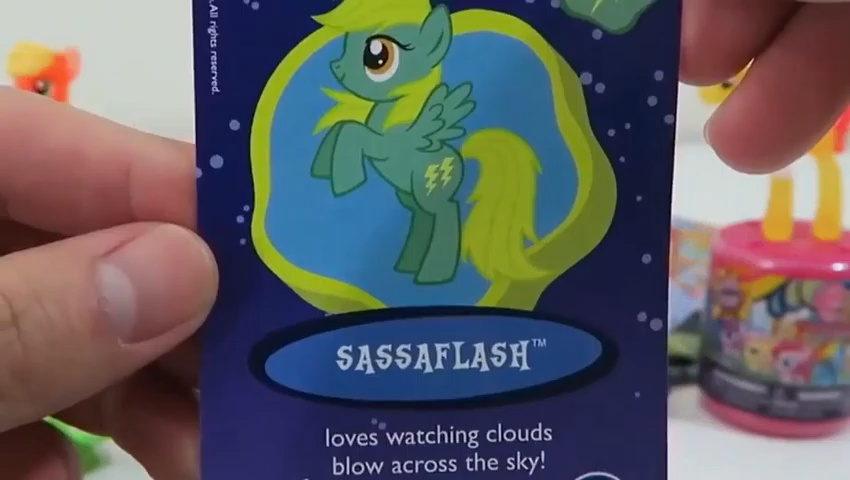 .All rights reserved.
SASSAFLASH™
loves watching clouds
blow across the sky!